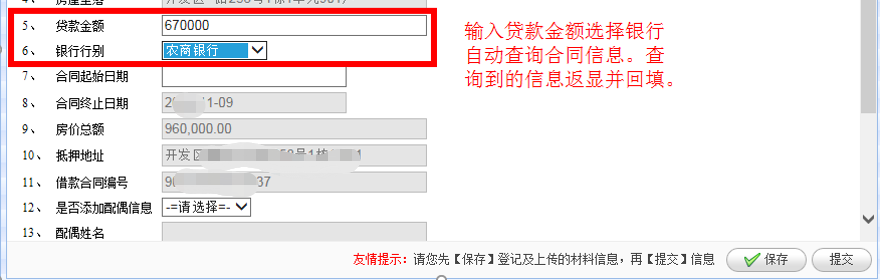 5、 贷款金额 670000
6、 银行行别 农商银行
7、 合同起始日期
8、 合同终止日期 11-09
9、 房价总额 960,000.00
10、 抵押地址 开发区
11、 借款合同编号 37
12、 是否添加配偶信息 -=请选择=-
13、 配偶姓名
输入贷款金额选择银行
自动查询合同信息。查
询到的信息返显并回填。
友情提示：请您先【保存】登记及上传的材料信息，再【提交】信息 保存 提交